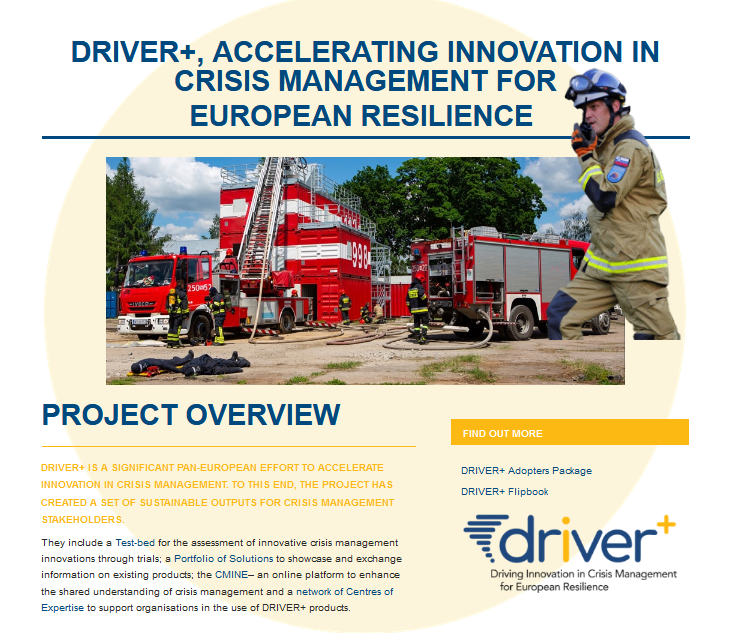 DRIVER+, ACCELERATING INNOVATION IN
CRISIS MANAGEMENT FOR
EUROPEAN RESILIENCE
998
IVECO
PROJECT OVERVIEW
DRIVER+ IS A SIGNIFICANT PAN-EUROPEAN EFFORT TO ACCELERATE
INNOVATION IN CRISIS MANAGEMENT. TO THIS END, THE PROJECT HAS
CREATED A SET OF SUSTAINABLE OUTPUTS FOR CRISIS MANAGEMENT
STAKEHOLDERS.
They include a Test-bed for the assessment of innovative crisis management
innovations through trials; a Portfolio of Solutions to showcase and exchange
information on existing products; the CMINE– an online platform to enhance
the shared understanding of crisis management and a network of Centres of
Expertise to support organisations in the use of DRIVER+ products.
FIND OUT MORE
DRIVER+ Adopters Package
DRIVER+ Flipbook
driver+
Driving Innovation in Crisis Management
for European Resilience